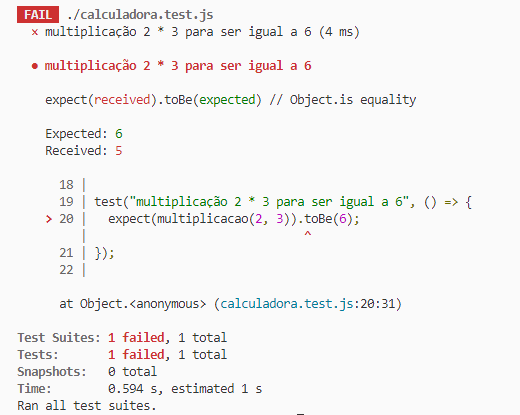 FAIL ./calculadora.test.js
× multiplicação 2 * 3 para ser igual a 6 (4 ms)
● multiplicação 2 * 3 para ser igual a 6
expect(received).toBe(expected) // Object.is equality
Expected: 6
Received: 5
18 |
19 | test("multiplicação 2 * 3 para ser igual a 6", () => {
> 20 | expect(multiplicacao(2, 3)).toBe(6);
| ^
21 | });
22 |
at Object.<anonymous> (calculadora.test.js:20:31)
Test Suites: 1 failed, 1 total
Tests: 1 failed, 1 total
Snapshots: 0 total
Time: 0.594 s, estimated 1 s
Ran all test suites.